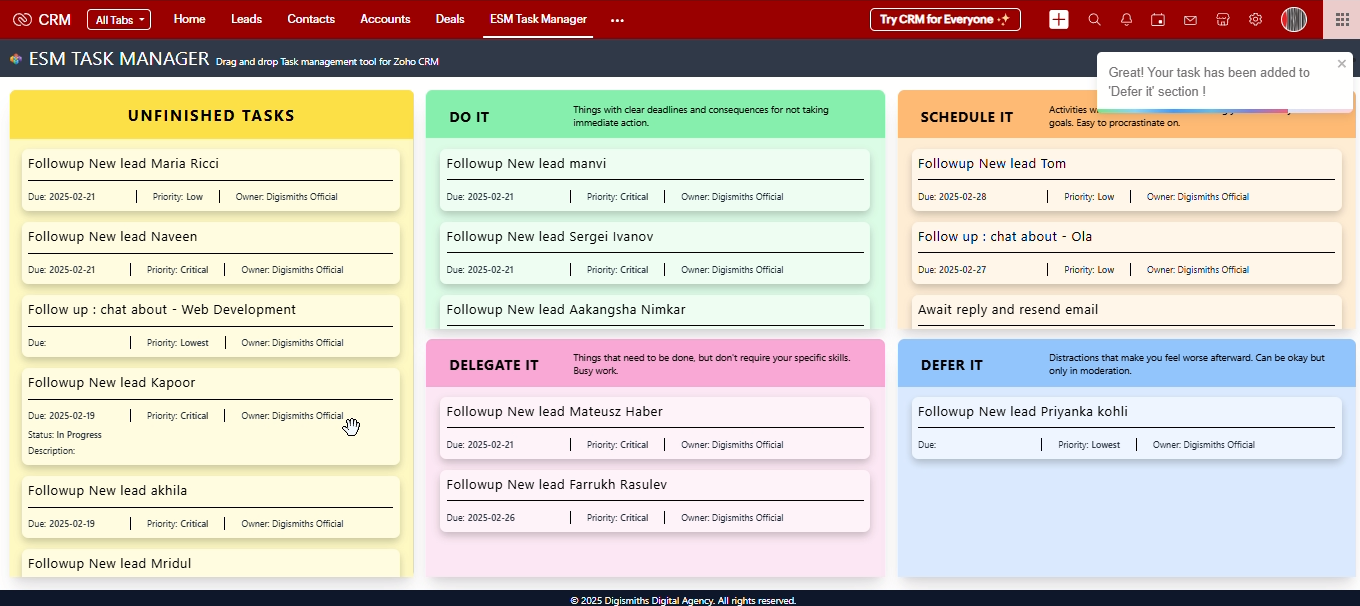 CRM All Tabs Home Leads Contacts Accounts Deals ESM Task Manager ... Try CRM for Everyone
ESM TASK MANAGER Drag and drop Task management tool for Zoho CRM
Great! Your task has been added to
'Defer it' section !
UNFINISHED TASKS
Followup New lead Maria Ricci
Due: 2025-02-21 Priority: Low Owner: Digismiths Official
Followup New lead Naveen
Due: 2025-02-21 Priority: Critical Owner: Digismiths Official
Follow up : chat about - Web Development
Due: Priority: Lowest Owner: Digismiths Official
Followup New lead Kapoor
Due: 2025-02-19 Priority: Critical Owner: Digismiths Official
Status: In Progress
Description:
Followup New lead akhila
Due: 2025-02-19 Priority: Critical Owner: Digismiths Official
Followup New lead Mridul
DO IT
Things with clear deadlines and consequences for not taking
immediate action.
Followup New lead manvi
Due: 2025-02-21 Priority: Critical Owner: Digismiths Official
Followup New lead Sergei Ivanov
Due: 2025-02-21 Priority: Critical Owner: Digismiths Official
Followup New lead Aakangsha Nimkar
SCHEDULE IT
Activities
goals. Easy to procrastinate on.
Followup New lead Tom
Due: 2025-02-28 Priority: Low Owner: Digismiths Official
Follow up : chat about - Ola
Due: 2025-02-27 Priority: Low Owner: Digismiths Official
Await reply and resend email
DELEGATE IT
Things that need to be done, but don't require your specific skills.
Busy work.
Followup New lead Mateusz Haber
Due: 2025-02-21 Priority: Critical Owner: Digismiths Official
Followup New lead Farrukh Rasulev
Due: 2025-02-26 Priority: Critical Owner: Digismiths Official
DEFER IT
Distractions that make you feel worse afterward. Can be okay but
only in moderation.
Followup New lead Priyanka kohli
Due: Priority: Lowest Owner: Digismiths Official
© 2025 Digismiths Digital Agency. All rights reserved.